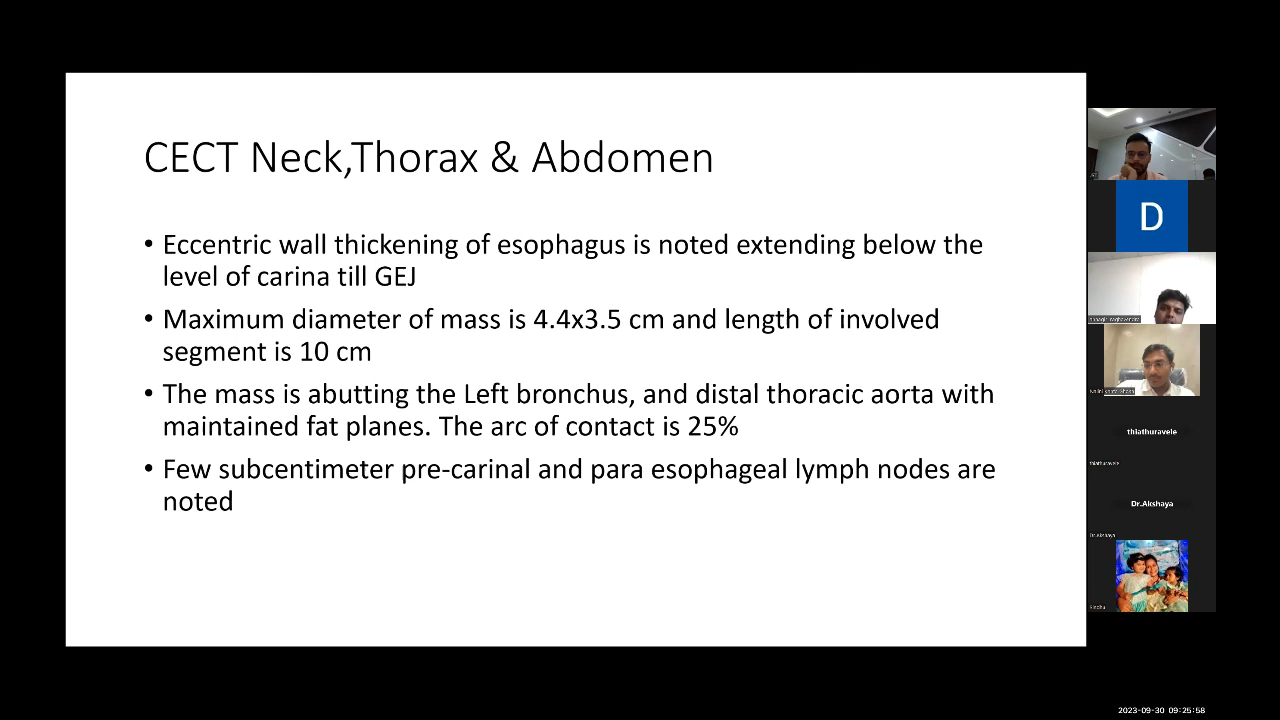 CECT Neck,Thorax & Abdomen
• Eccentric wall thickening of esophagus is noted extending below the
level of carina till GEJ
• Maximum diameter of mass is 4.4x3.5 cm and length of involved
segment is 10 cm
• The mass is abutting the Left bronchus, and distal thoracic aorta with
maintained fat planes. The arc of contact is 25%
• Few subcentimeter pre-carinal and para esophageal lymph nodes are
noted
D
thiathuravele
thiathuravele
Dr.Akshaya
Dr.Akshaya
Sindhu
2023-09-30 09:25:58